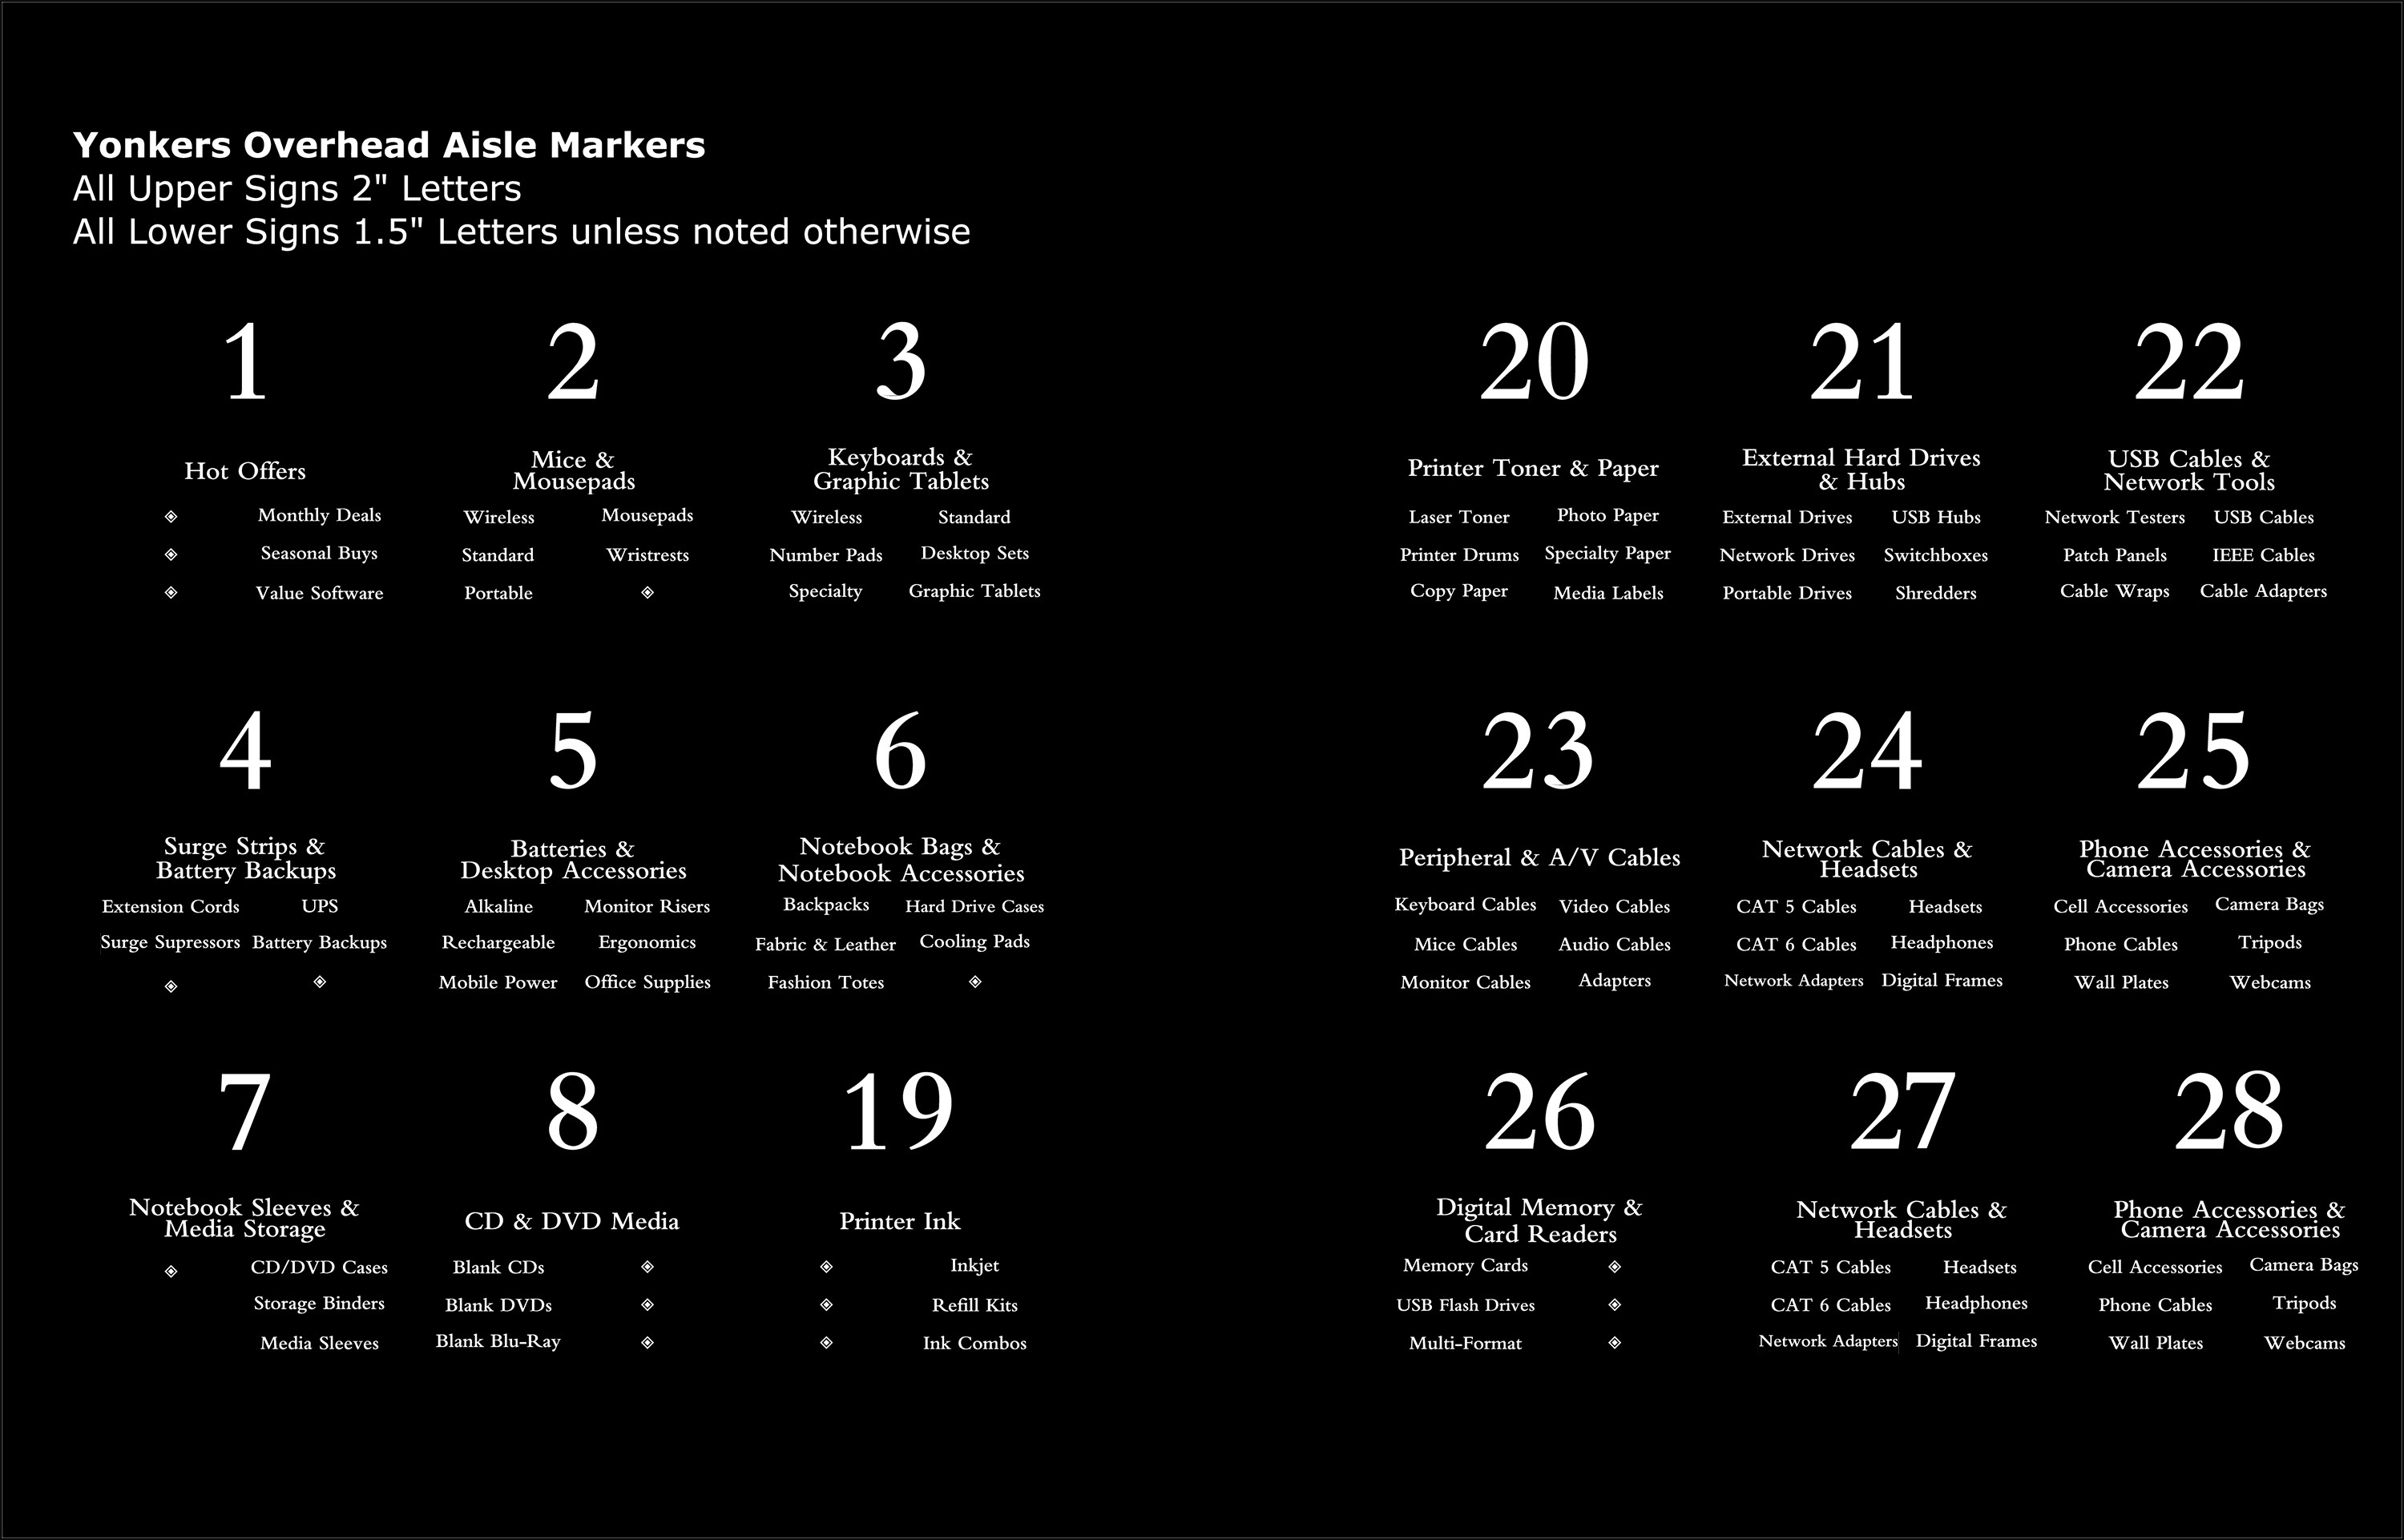 Yonkers Overhead Aisle Markers
All Upper Signs 2" Letters
All Lower Signs 1.5" Letters unless noted otherwise
1
Hot Offers
Monthly Deals
Seasonal Buys
Value Software
2
Mice &
Mousepads
Wireless Mousepads
Standard Wristrests
Portable
3
Keyboards &
Graphic Tablets
Wireless Standard
Number Pads Desktop Sets
Specialty Graphic Tablets
4
Surge Strips &
Battery Backups
Extension Cords UPS
Surge Supressors Battery Backups
5
Batteries &
Desktop Accessories
Alkaline Monitor Risers
Rechargeable Ergonomics
Mobile Power Office Supplies
6
Notebook Bags &
Notebook Accessories
Backpacks Hard Drive Cases
Fabric & Leather Cooling Pads
Fashion Totes
7
Notebook Sleeves &
Media Storage
CD/DVD Cases
Storage Binders
Media Sleeves
8
CD & DVD Media
Blank CDs
Blank DVDs
Blank Blu-Ray
19
Printer Ink
Inkjet
Refill Kits
Ink Combos
20
Printer Toner & Paper
Laser Toner Photo Paper
Printer Drums Specialty Paper
Copy Paper Media Labels
21
External Hard Drives
& Hubs
External Drives USB Hubs
Network Drives Switchboxes
Portable Drives Shredders
22
USB Cables &
Network Tools
Network Testers USB Cables
Patch Panels IEEE Cables
Cable Wraps Cable Adapters
23
Peripheral & A/V Cables
Keyboard Cables Video Cables
Mice Cables Audio Cables
Monitor Cables Adapters
24
Network Cables &
Headsets
CAT 5 Cables Headsets
CAT 6 Cables Headphones
Network Adapters Digital Frames
25
Phone Accessories &
Camera Accessories
Cell Accessories Camera Bags
Phone Cables Tripods
Wall Plates Webcams
26
Digital Memory &
Card Readers
Memory Cards
USB Flash Drives
Multi-Format
27
Network Cables &
Headsets
CAT 5 Cables Headsets
CAT 6 Cables Headphones
Network Adapters Digital Frames
28
Phone Accessories &
Camera Accessories
Cell Accessories Camera Bags
Phone Cables Tripods
Wall Plates Webcams